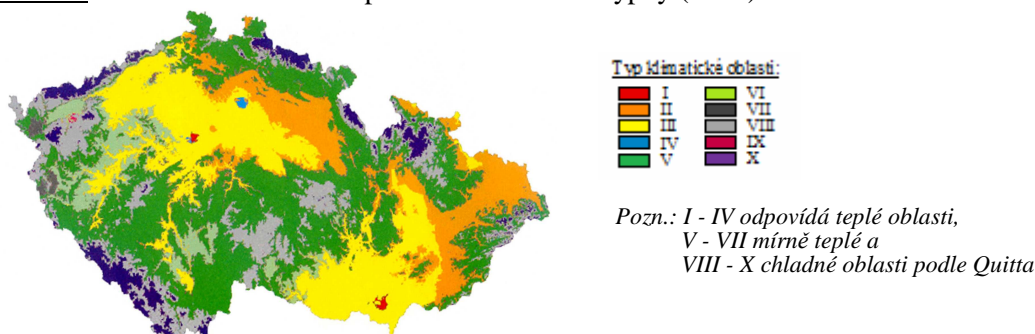 Typ klimatické oblasti:
I VI
II VII
III VIII
IV IX
V X
Pozn.: I - IV odpovídá teplé oblasti,
V - VII mírně teplé a
VIII - X chladné oblasti podle Quitta